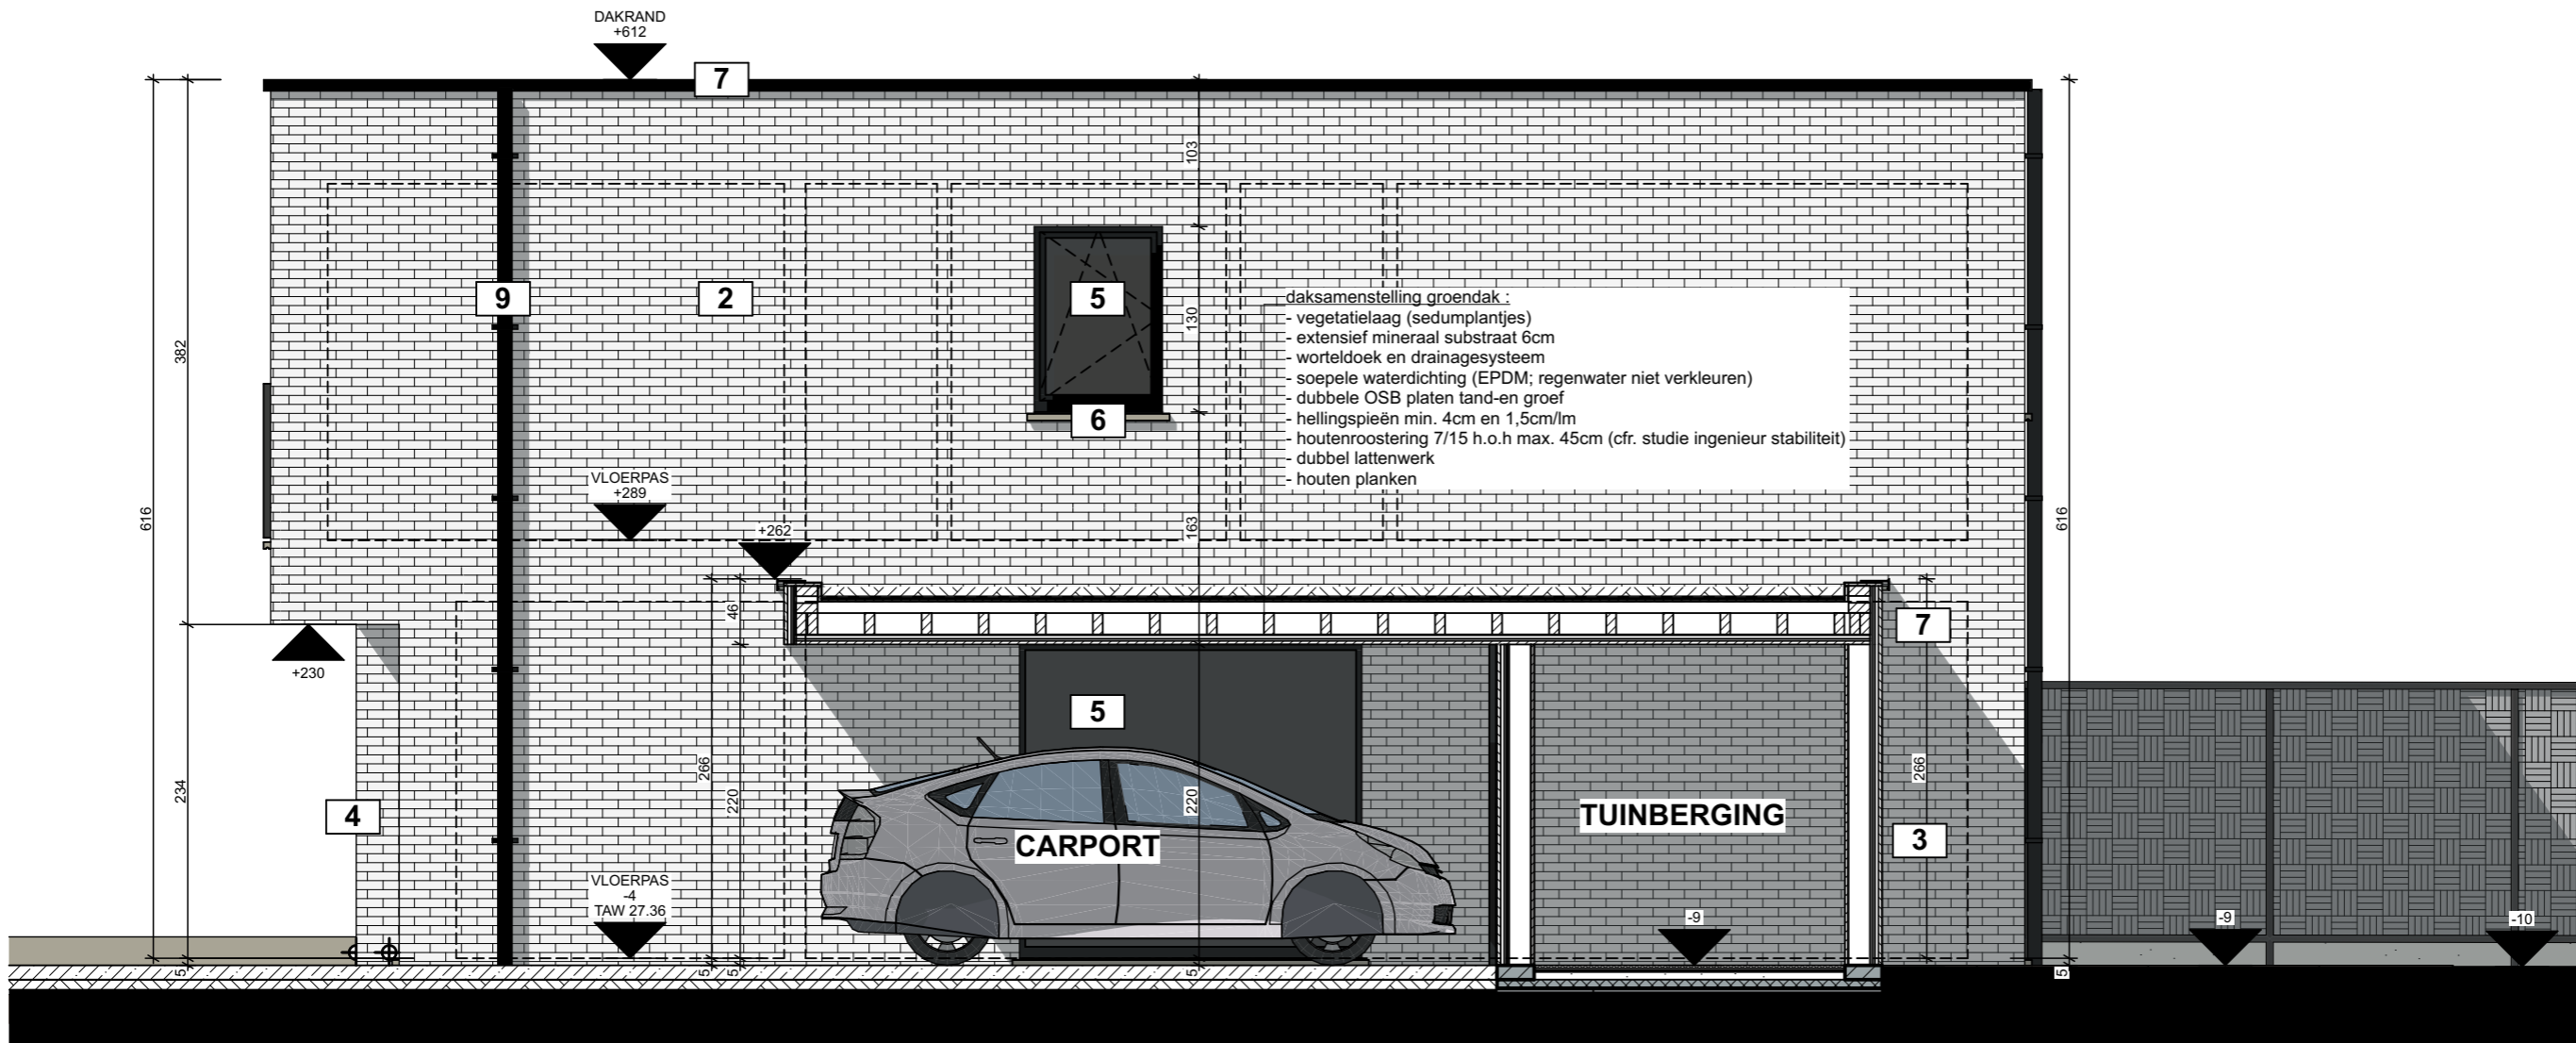 DAKRAND
+612
7
103
9
2
5
130
daksamenstelling groendak :
- vegetatielaag (sedumplantjes)
- extensief mineraal substraat 6cm
- worteldoek en drainagesysteem
- soepele waterdichting (EPDM; regenwater niet verkleuren)
- dubbele OSB platen tand-en groef
- hellingspieën min. 4cm en 1,5cm/lm
- houtenroostering 7/15 h.o.h max. 45cm (cfr. studie ingenieur stabiliteit)
- dubbel lattenwerk
- houten planken
382
6
VLOERPAS
+289
616
+262
163
616
46
7
+230
5
266
220
234
4
220
CARPORT
TUINBERGING
266
3
VLOERPAS
-4
TAW 27.36
-9
-9
-10
5
5
5
5
5